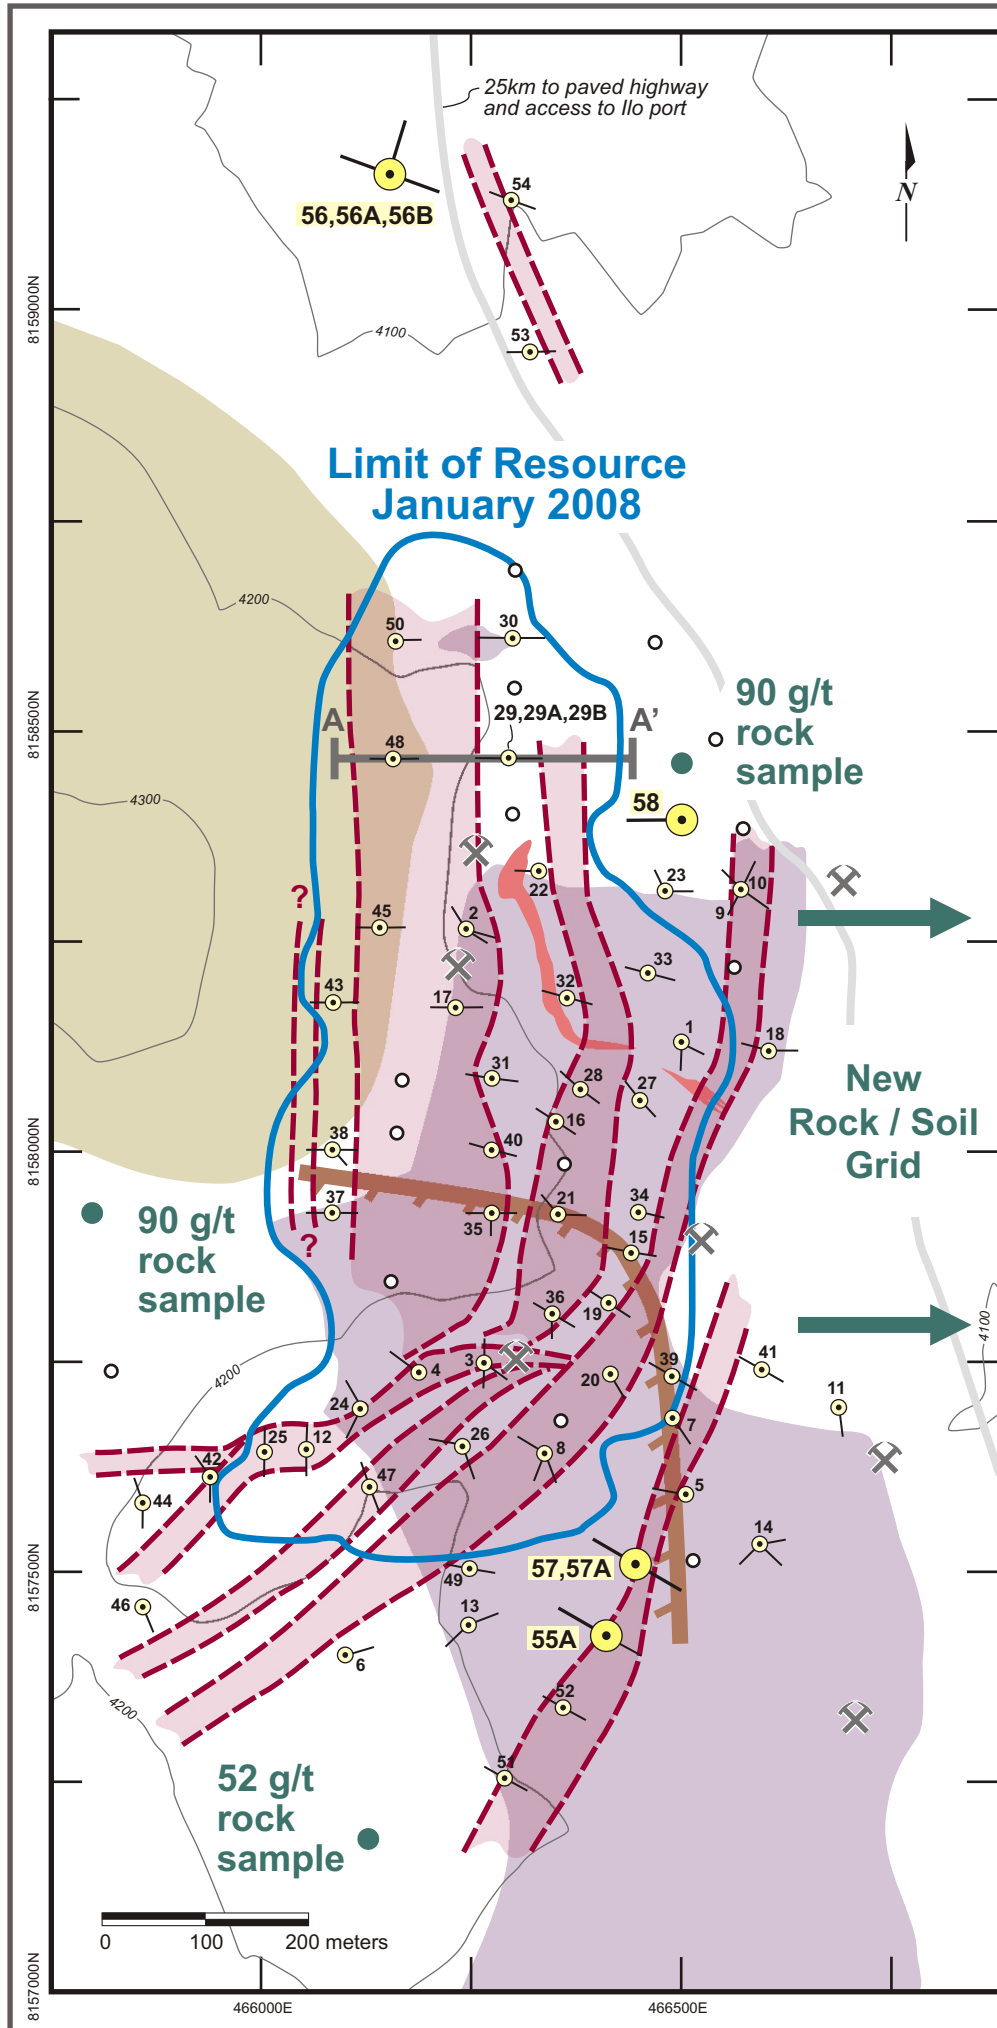 25km to paved highway
and access to Ilo port
54
56,56A,56B
N
8159000N
4100
53
Limit of Resource
January 2008
4200
50
30
90 g/t
rock
sample
A
29,29A,29B
A’
8158500N
48
4300
58
22
23
10
9
?
45
2
33
43
17
32
1
18
31
28
27
New
Rock / Soil
Grid
16
38
40
8158000N
37
35
21
34
90 g/t
rock
sample
?
15
36
19
4100
3
4
20
39
41
4200
24
11
25
12
26
8
7
42
47
44
5
14
49
57,57A
8157500N
46
13
55A
6
52
4200
51
52 g/t
rock
sample
0
100
200 meters
8157000N
466000E
466500E